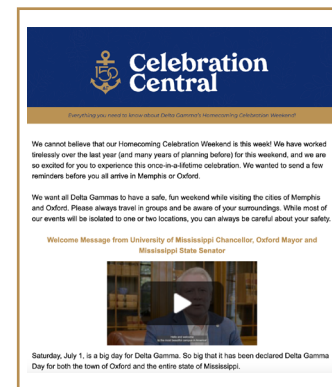 150
Celebration
Central
Everything you need to know about Delta Gamma's Homecoming Celebration Weekend!
We cannot believe that our Homecoming Celebration Weekend is this week! We have worked
tirelessly over the last year (and many years of planning before) for this weekend, and we are
so excited for you to experience this once-in-a-lifetime celebration. We wanted to send a few
reminders before you all arrive in Memphis or Oxford.
We want all Delta Gammas to have a safe, fun weekend while visiting the cities of Memphis
and Oxford. Please always travel in groups and be aware of your surroundings. While most of
our events will be isolated to one or two locations, you can always be careful about your safety.
Welcome Message from University of Mississippi Chancellor, Oxford Mayor and
Mississippi State Senator
Saturday, July 1, is a big day for Delta Gamma. So big that it has been declared Delta Gamma
Day for both the town of Oxford and the entire state of Mississippi.